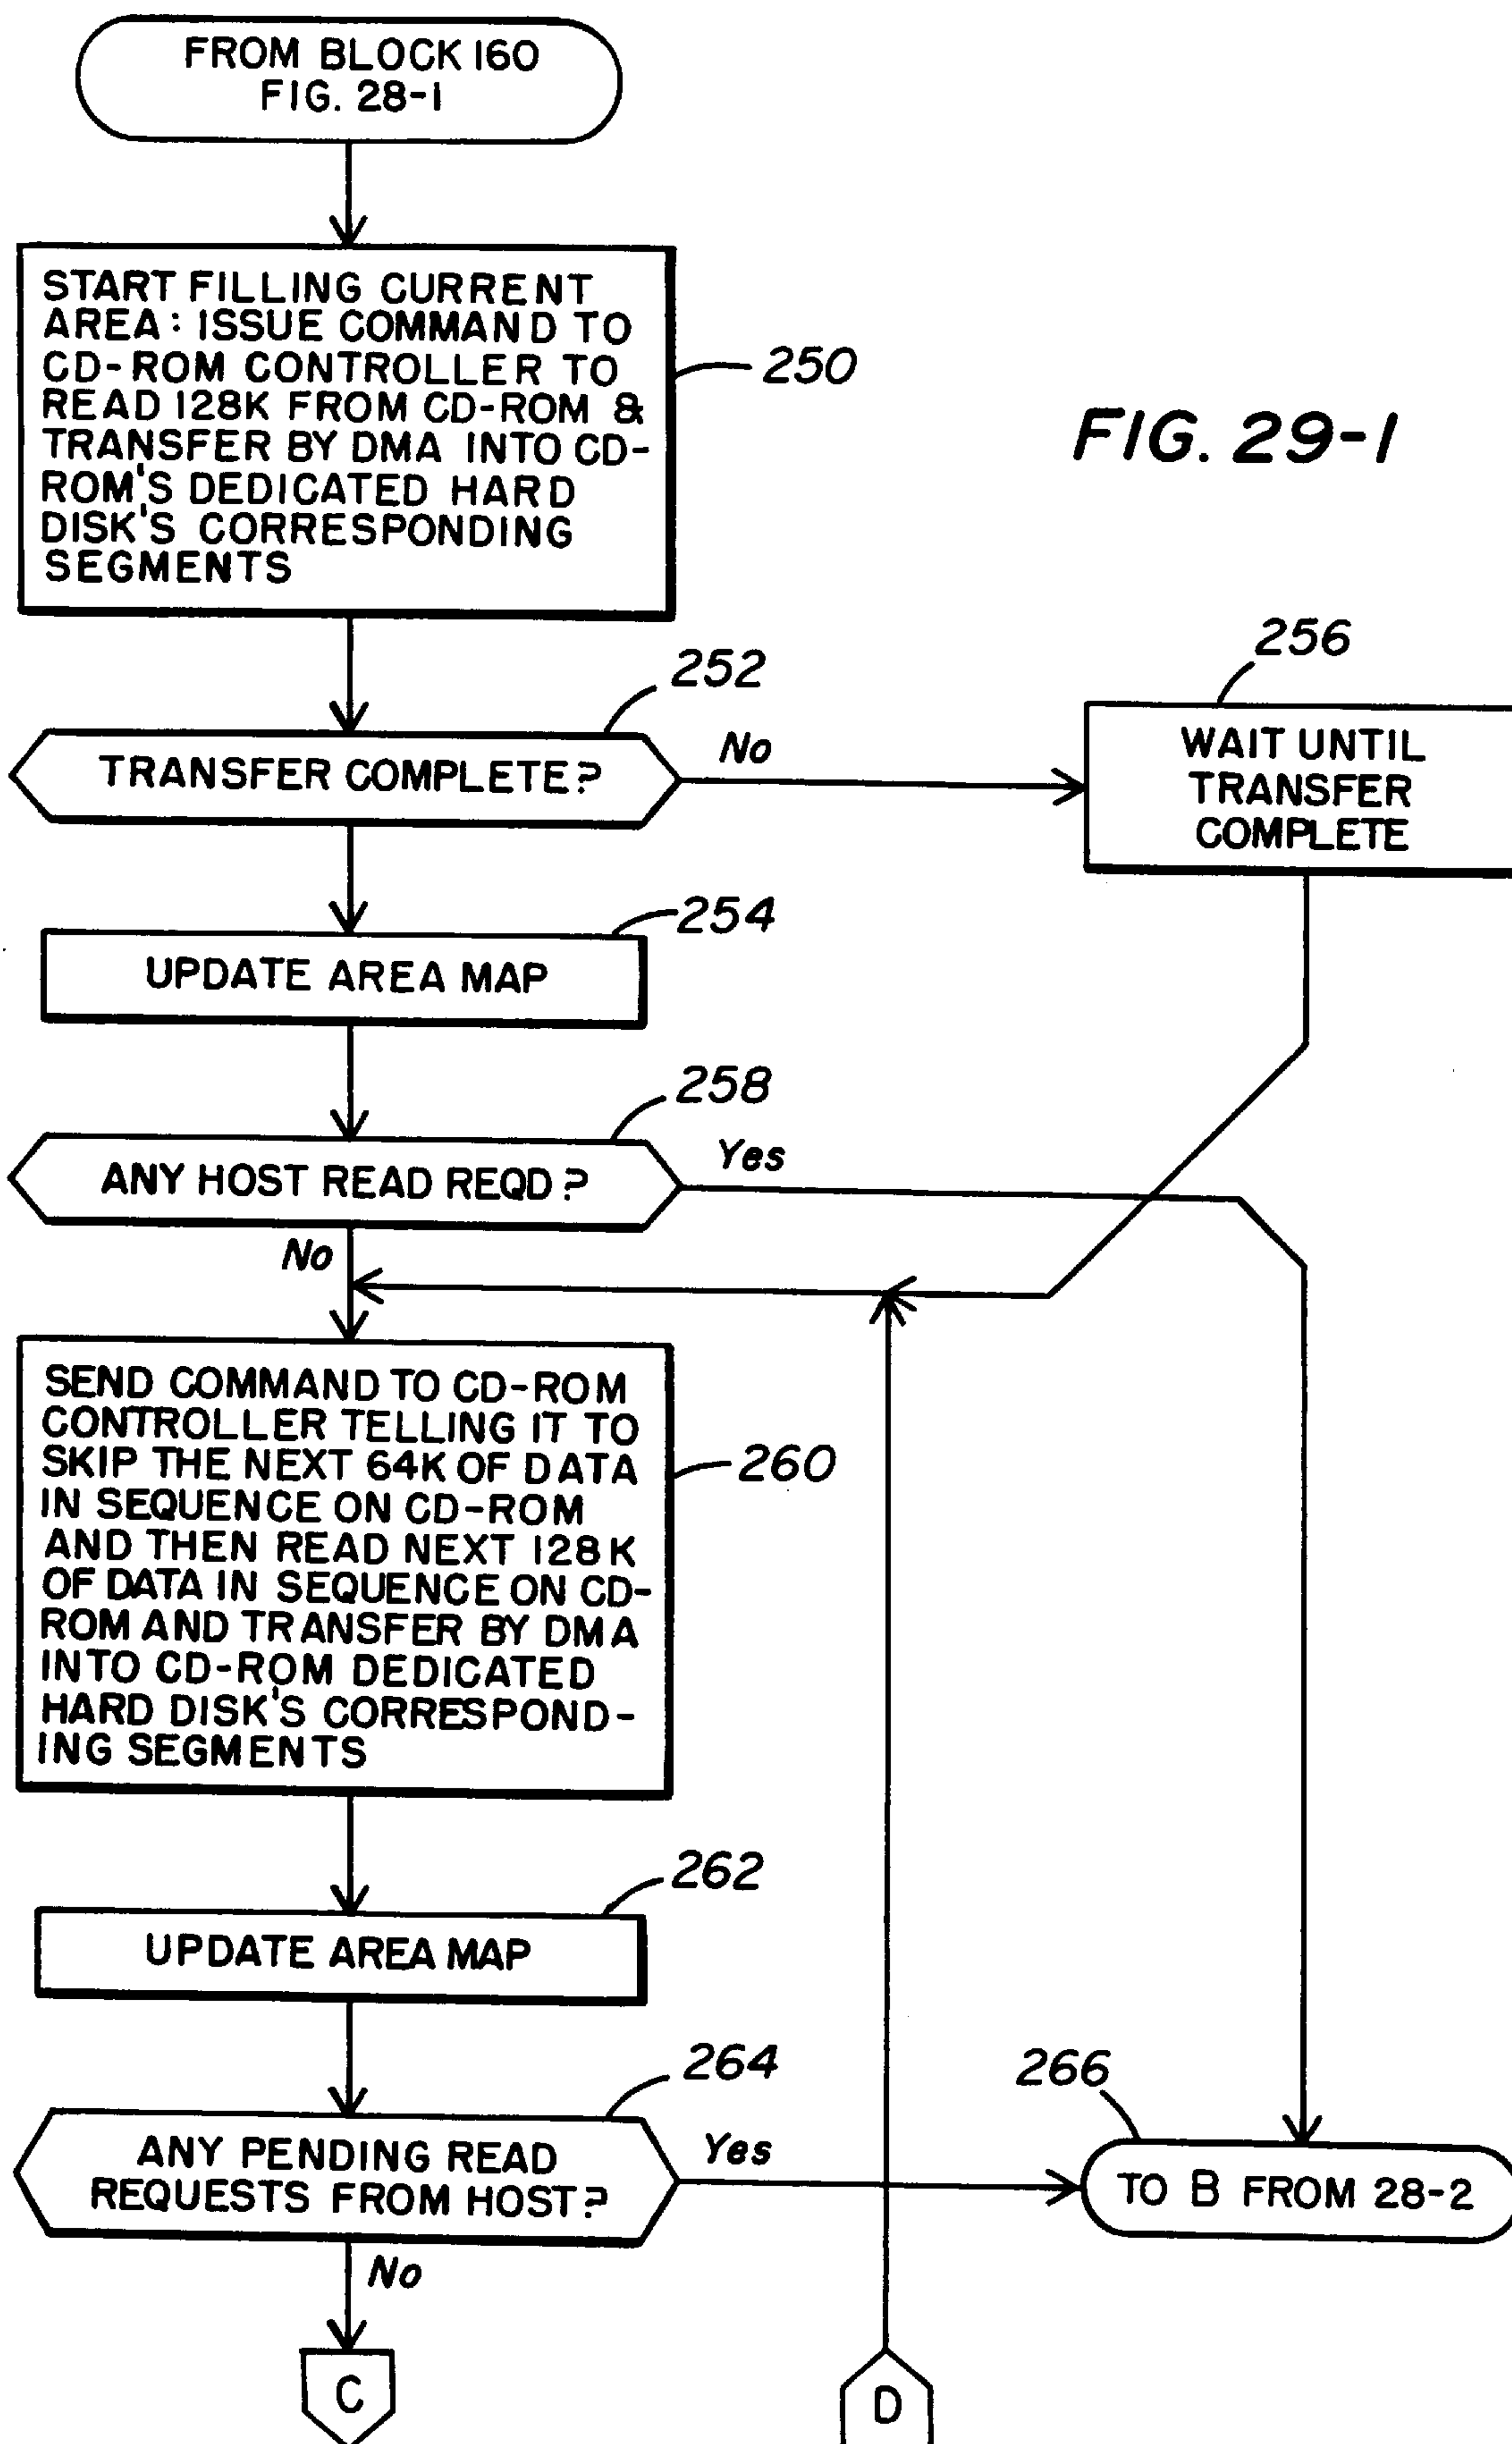 FROM BLOCK 160
FIG. 28-1
START FILLING CURRENT
AREA: ISSUE COMMAND TO
CD-ROM CONTROLLER TO
READ 128K FROM CD-ROM &
TRANSFER BY DMA INTO CD-
ROM'S DEDICATED HARD
DISK'S CORRESPONDING
SEGMENTS
250
FIG. 29-1
252
TRANSFER COMPLETE?
No
256
WAIT UNTIL
TRANSFER
COMPLETE
254
UPDATE AREA MAP
258
ANY HOST READ REQD?
Yes
No
SEND COMMAND TO CD-ROM
CONTROLLER TELLING IT TO
SKIP THE NEXT 64K OF DATA
IN SEQUENCE ON CD-ROM
AND THEN READ NEXT 128K
OF DATA IN SEQUENCE ON CD-
ROM AND TRANSFER BY DMA
INTO CD-ROM DEDICATED
HARD DISK'S CORRESPOND-
ING SEGMENTS
260
262
UPDATE AREA MAP
264
ANY PENDING READ
REQUESTS FROM HOST?
Yes
266
TO B FROM 28-2
No
C
D